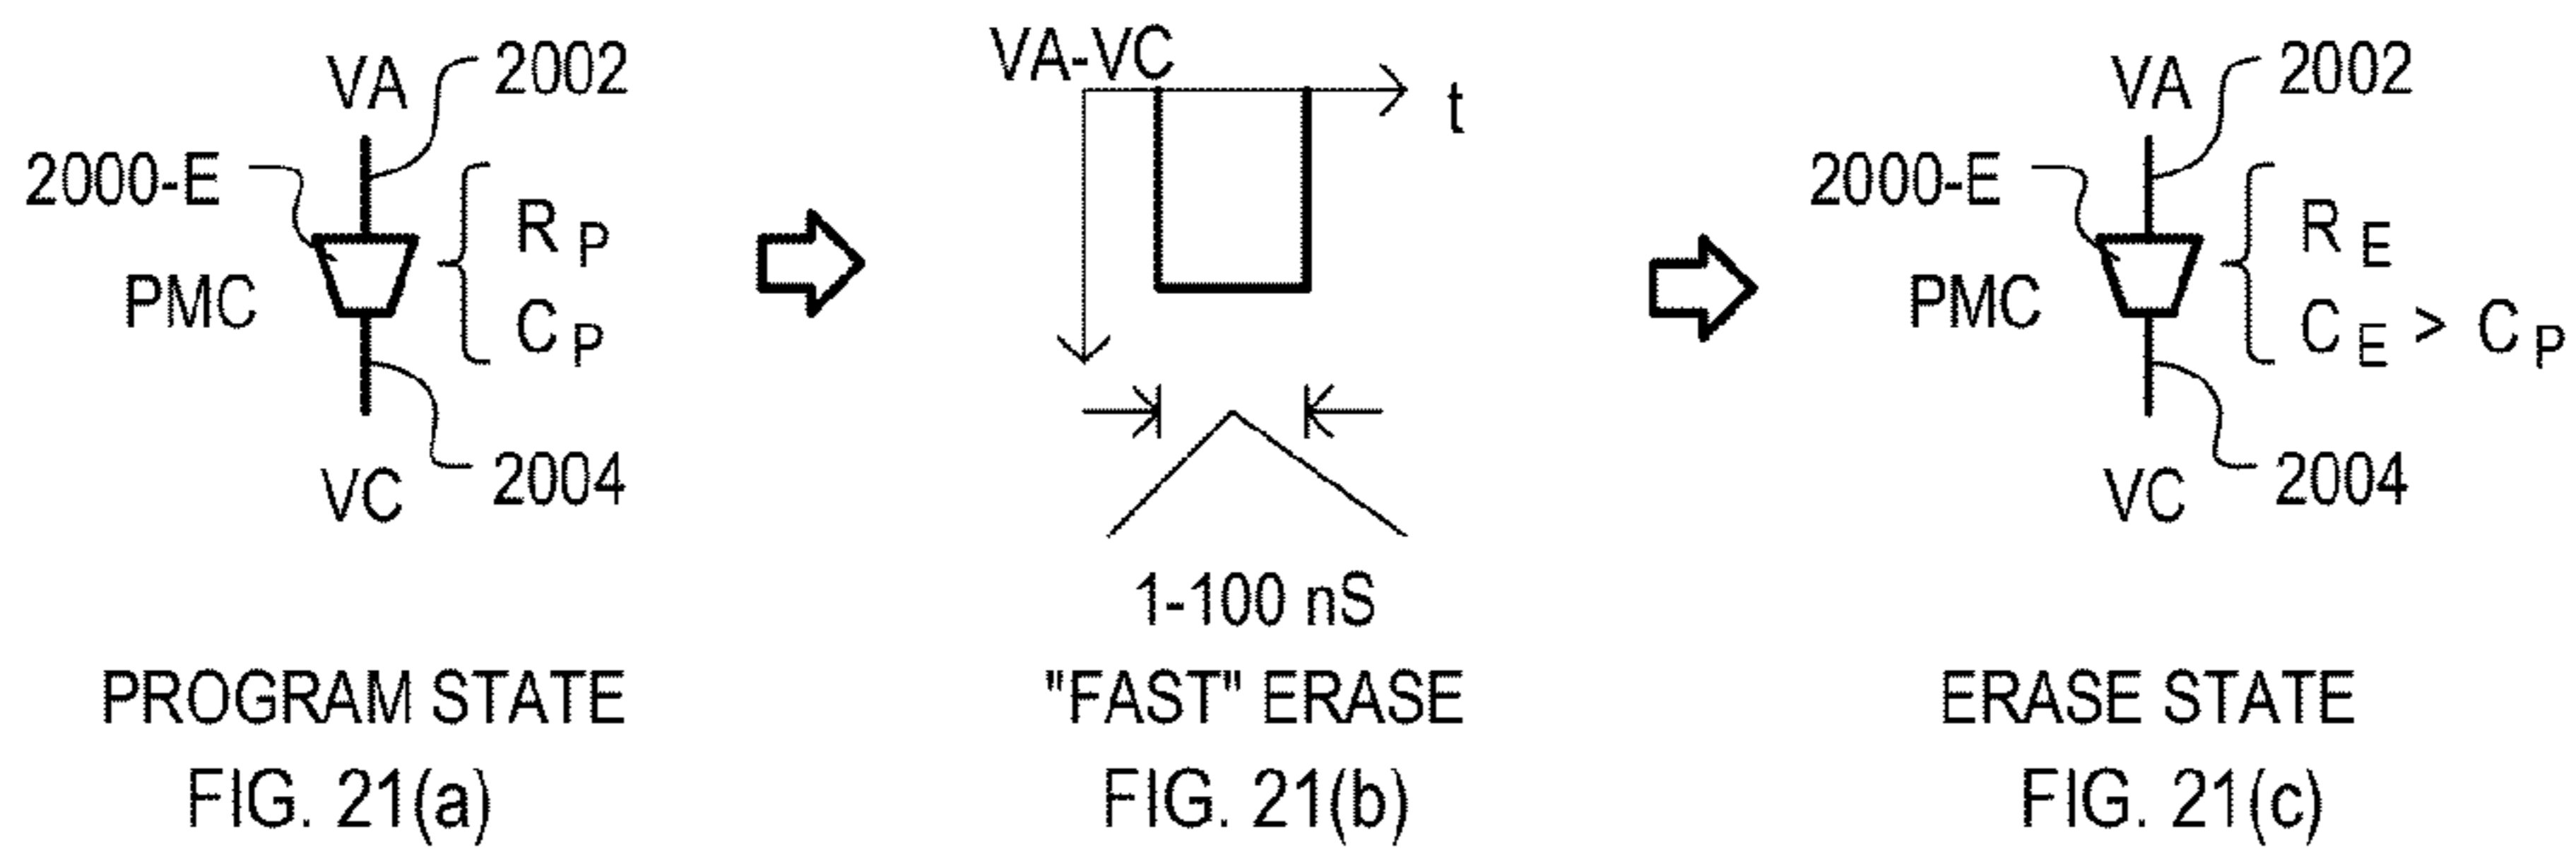 VA 2002
2000-E
PMC
R P
C P
VC 2004
PROGRAM STATE
FIG. 21(a)
VA-VC
t
1-100 nS
"FAST" ERASE
FIG. 21(b)
VA 2002
2000-E
PMC
R E
C E > C P
VC 2004
ERASE STATE
FIG. 21(c)